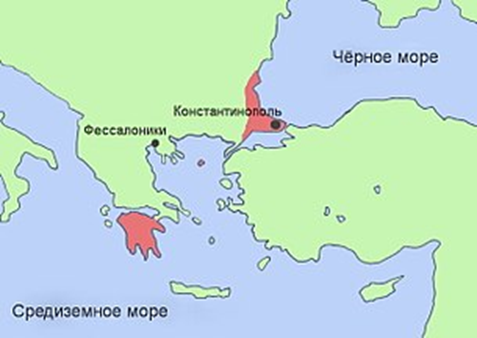 Чёрное море
Константинополь
Фессалоники
Средиземное море